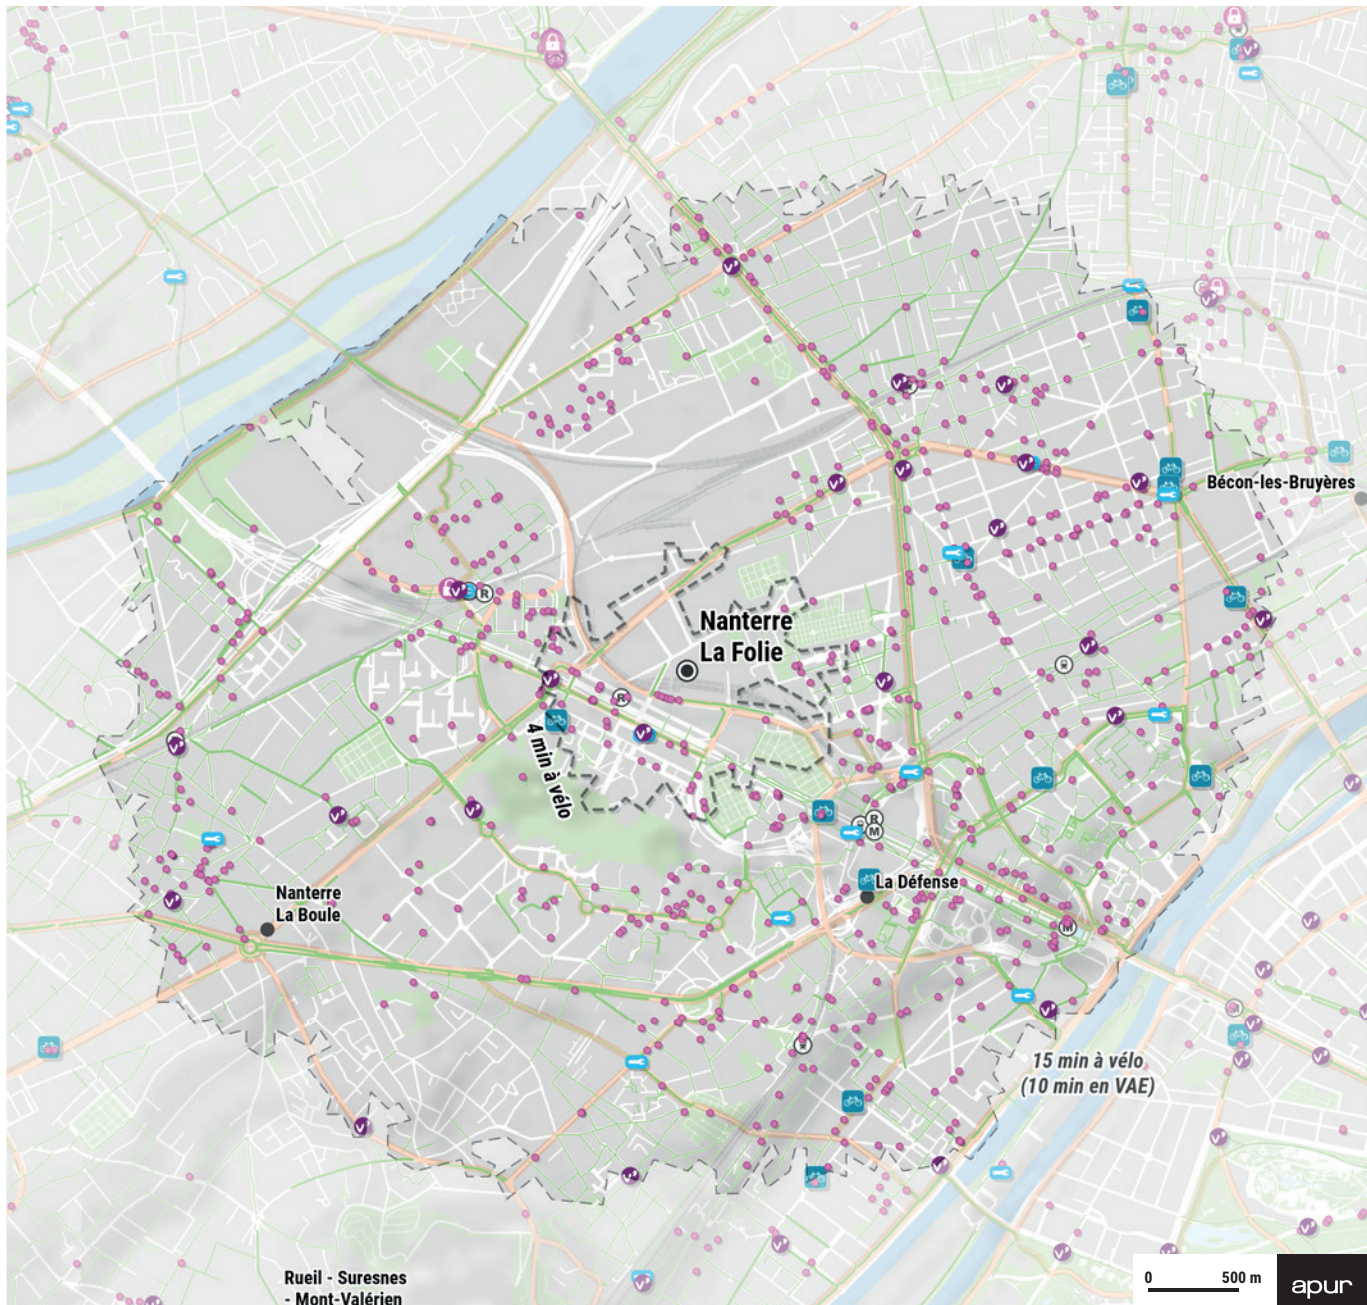 Bécon-les-Bruyères
Nanterre
La Folie
R
R
4 min à vélo
R
M
La Défense
Nanterre
La Boule
M
M
15 min à vélo
(10 min en VAE)
Rueil - Suresnes
- Mont-Valérien
0 500 m
apur